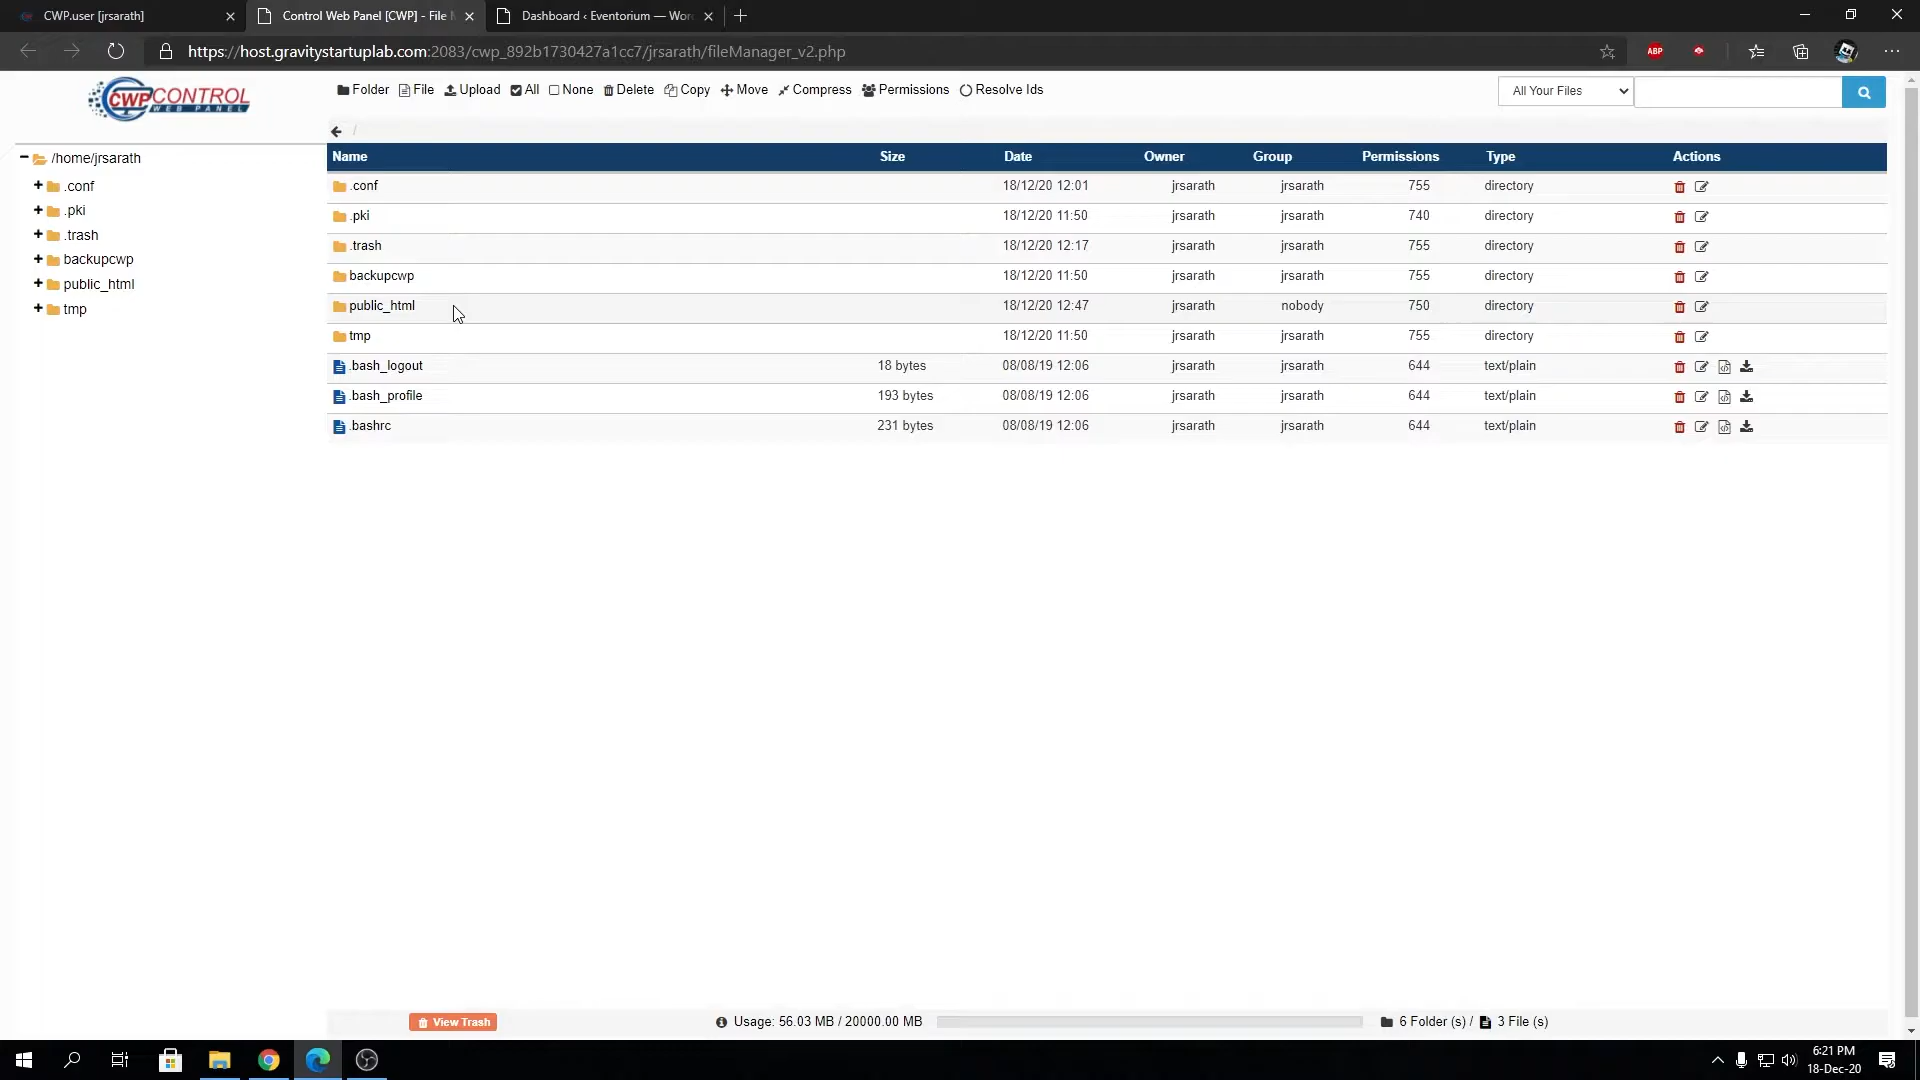 CWP.user [jrsarath]
Control Web Panel [CWP] - File M
Dashboard ‹ Eventorium — Wor
https://host.gravitystartuplab.com:2083/cwp_892b1730427a1cc7/jrsarath/fileManager_v2.php
ABP
CWP CONTROL
WEB PANEL
Folder File Upload All None Delete Copy Move Compress Permissions Resolve Ids
All Your Files
/
/home/jrsarath
.conf
.pki
.trash
backupcwp
public_html
tmp
Name Size Date Owner Group Permissions Type Actions
.conf 18/12/20 12:01 jrsarath jrsarath 755 directory
.pki 18/12/20 11:50 jrsarath jrsarath 740 directory
.trash 18/12/20 12:17 jrsarath jrsarath 755 directory
backupcwp 18/12/20 11:50 jrsarath jrsarath 755 directory
public_html 18/12/20 12:47 jrsarath nobody 750 directory
tmp 18/12/20 11:50 jrsarath jrsarath 755 directory
.bash_logout 18 bytes 08/08/19 12:06 jrsarath jrsarath 644 text/plain
.bash_profile 193 bytes 08/08/19 12:06 jrsarath jrsarath 644 text/plain
.bashrc 231 bytes 08/08/19 12:06 jrsarath jrsarath 644 text/plain
View Trash
Usage: 56.03 MB / 20000.00 MB
6 Folder (s) / 3 File (s)
6:21 PM
18-Dec-20